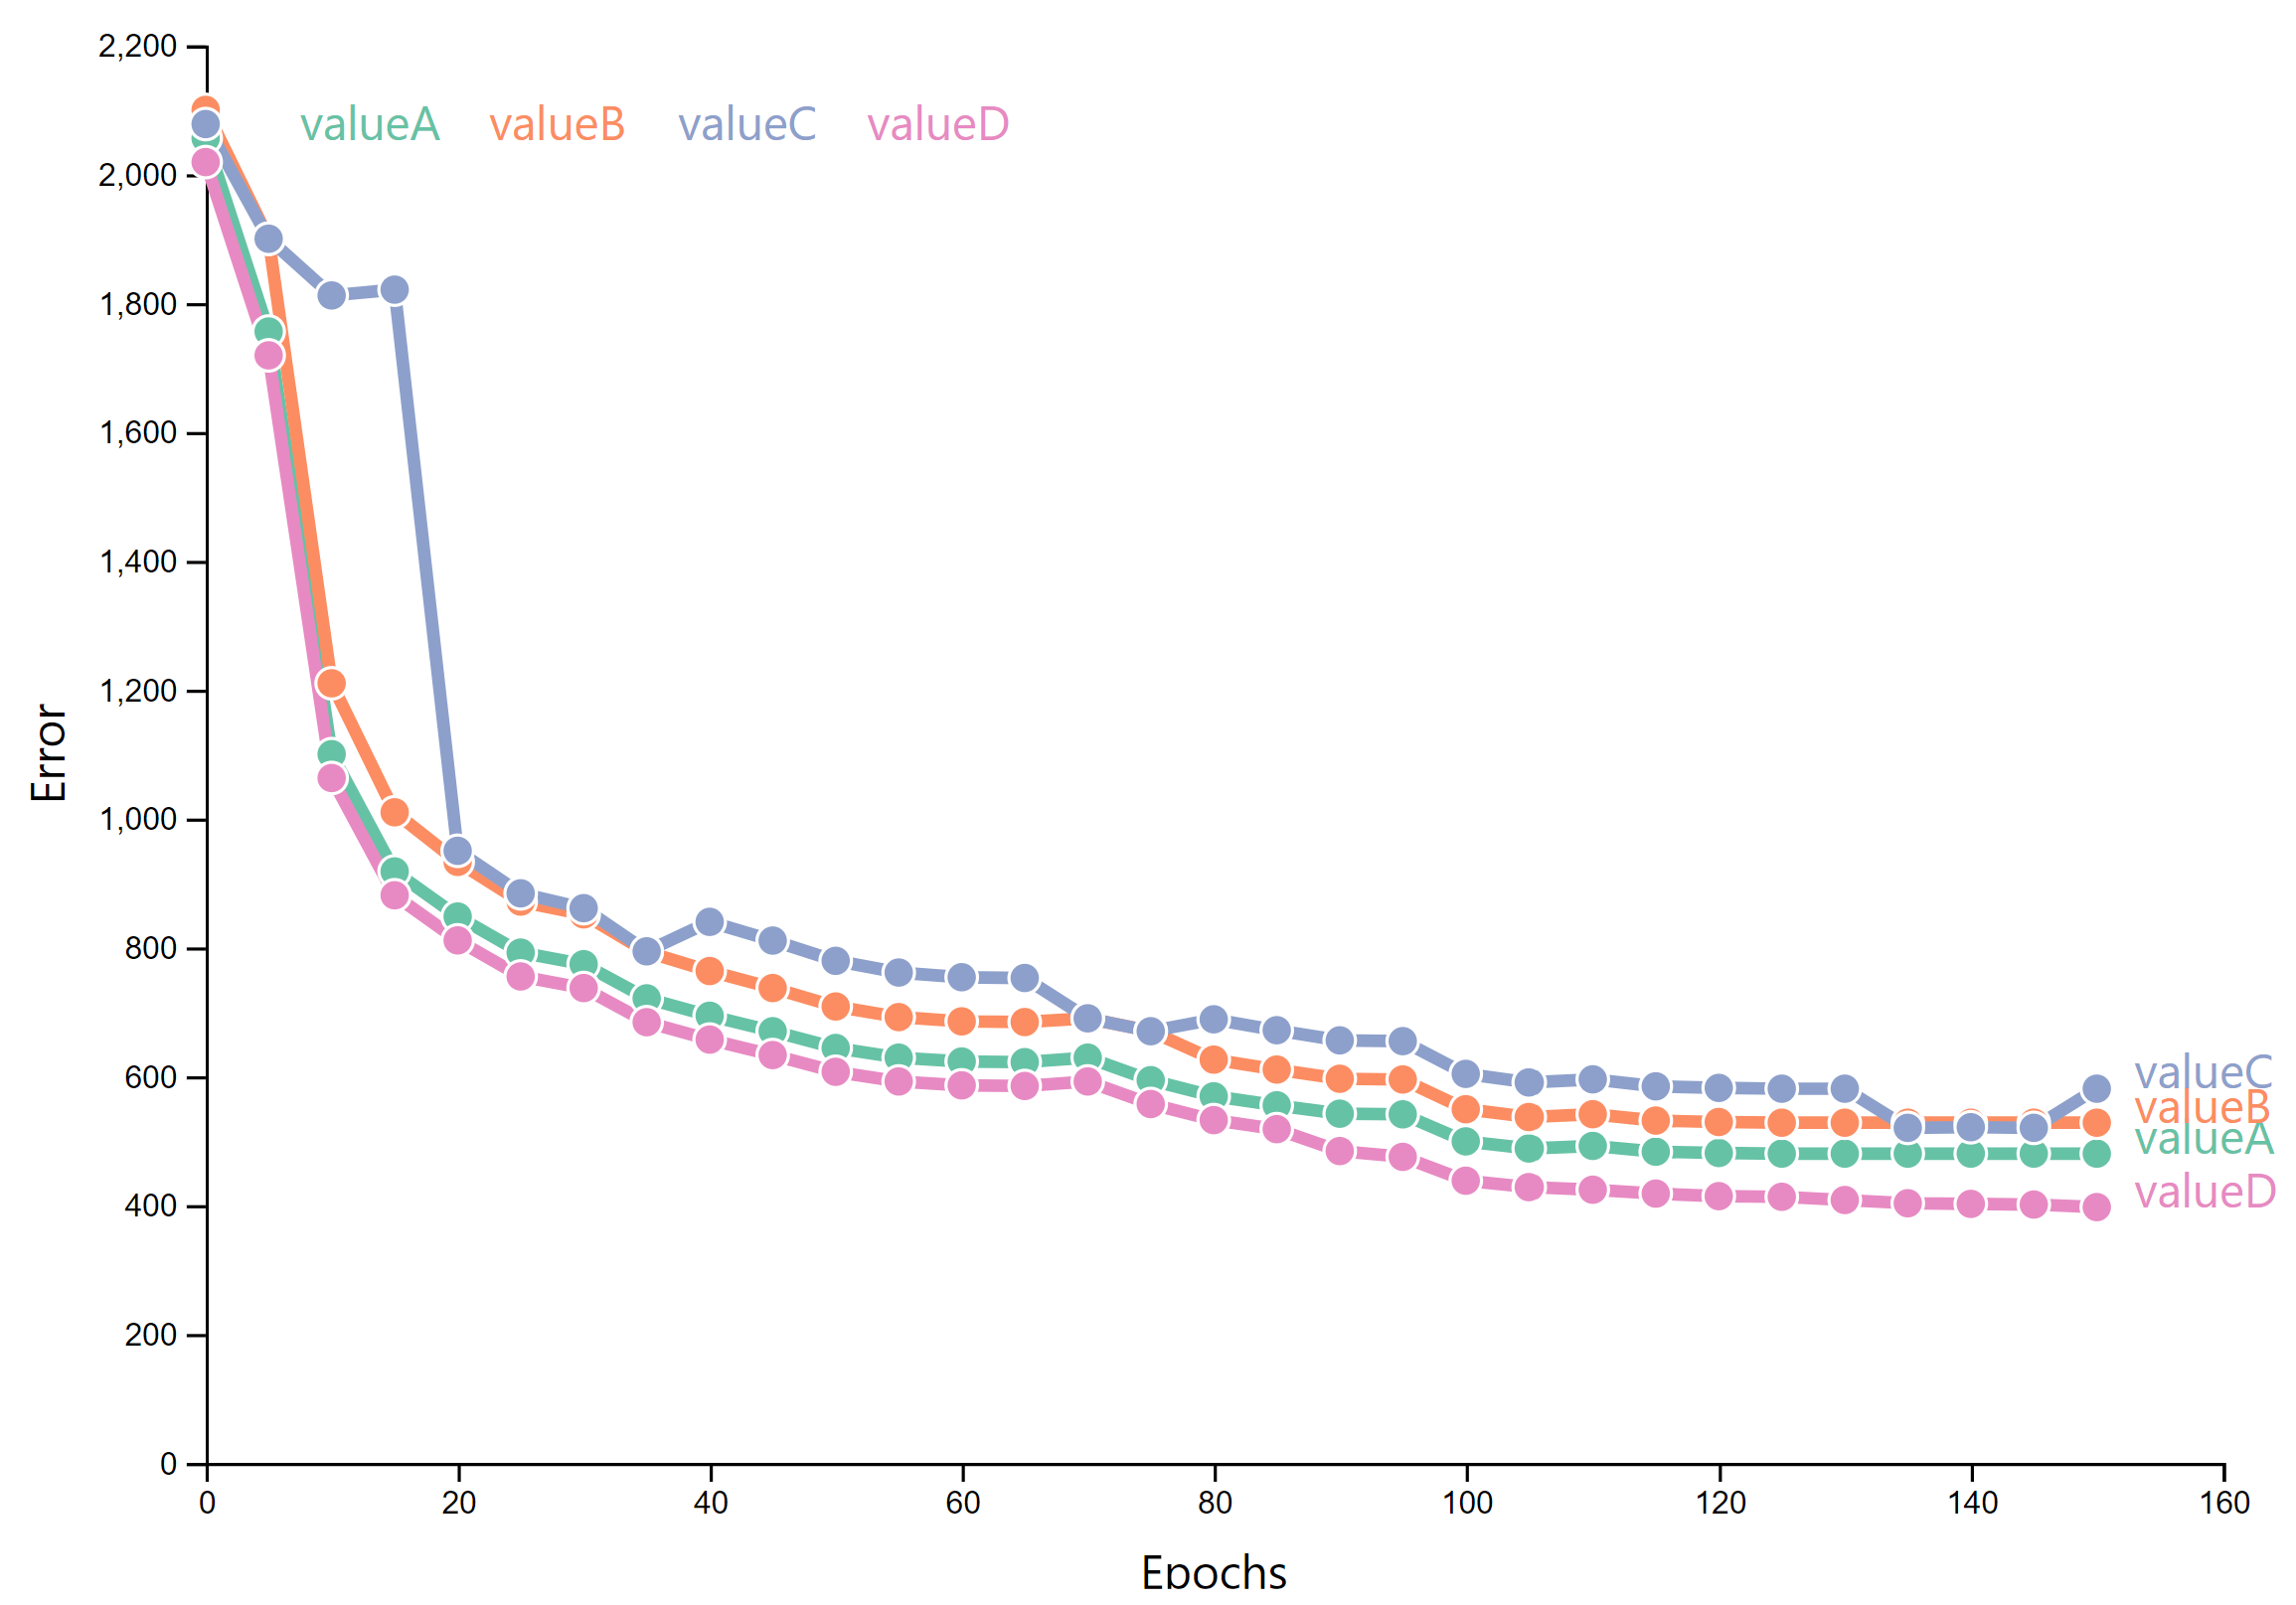 2,200
valueA valueB valueC valueD
2,000
1,800
1,600
1,400
1,200
1,000
800
600
400
200
0
Error
valueC
valueB
valueA
valueD
0 20 40 60 80 100 120 140 160
Epochs